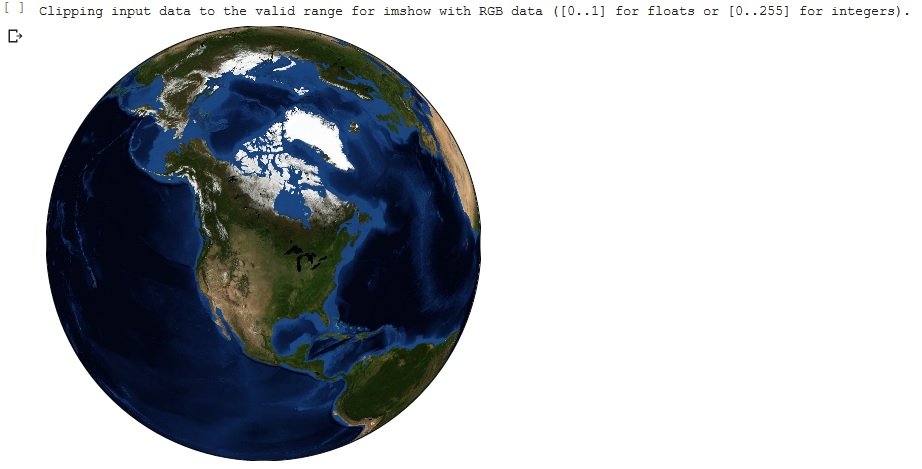 [ ] Clipping input data to the valid range for imshow with RGB data ([0..1] for floats or [0..255] for integers).